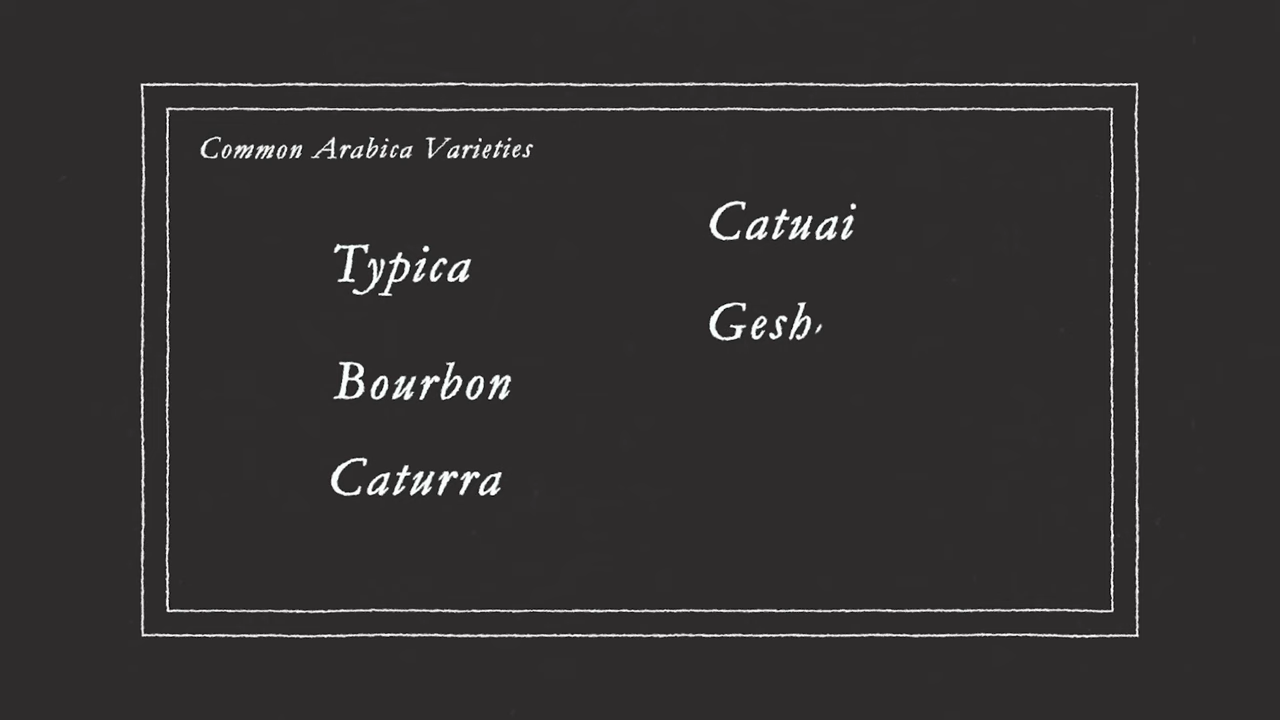 Common Arabica Varieties
Typica
Bourbon
Caturra
Catuai
Gesh